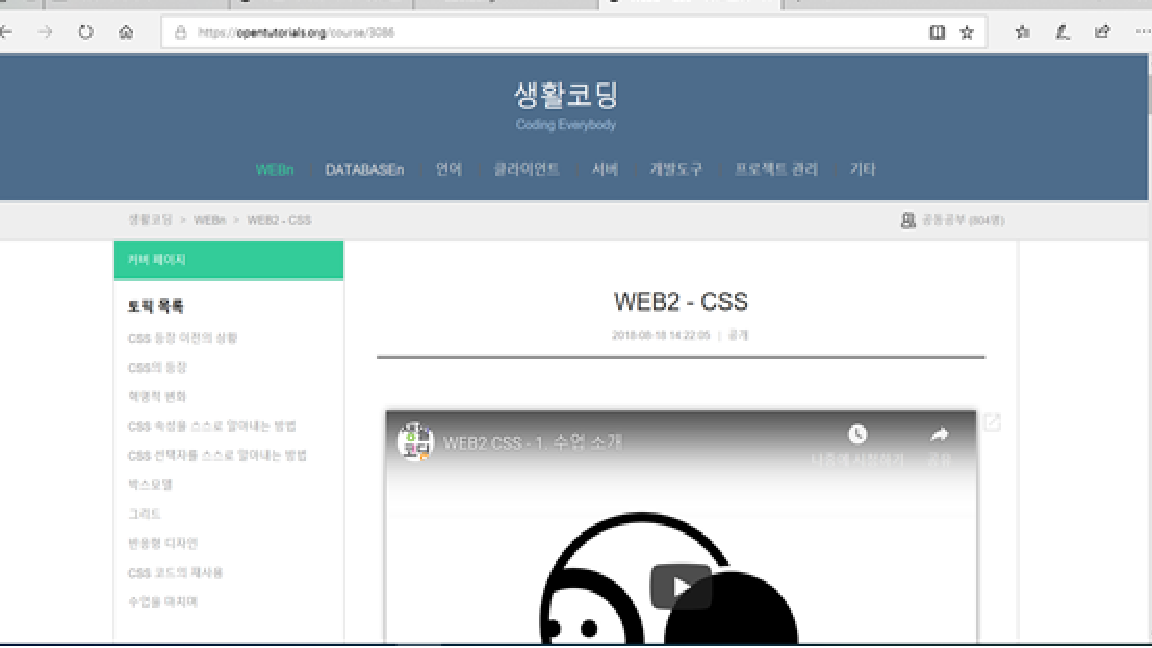 https://opentutorials.org/course/3086
생활코딩
Coding Everybody
WEBn DATABASEn 언어 클라이언트 서버 개발도구 프로젝트 관리 기타
생활코딩 > WEBn > WEB2 - CSS
공동공부 (804명)
커버 페이지
토픽 목록
CSS 등장 이전의 상황
CSS의 등장
혁명적 변화
CSS 속성을 스스로 알아내는 방법
CSS 선택자를 스스로 알아내는 방법
박스모델
그리드
반응형 디자인
CSS 코드의 재사용
수업을 마치며
WEB2 - CSS
2018-08-18 14:22:05 | 공개
WEB2 CSS - 1. 수업 소개
나중에 시청하기 공유